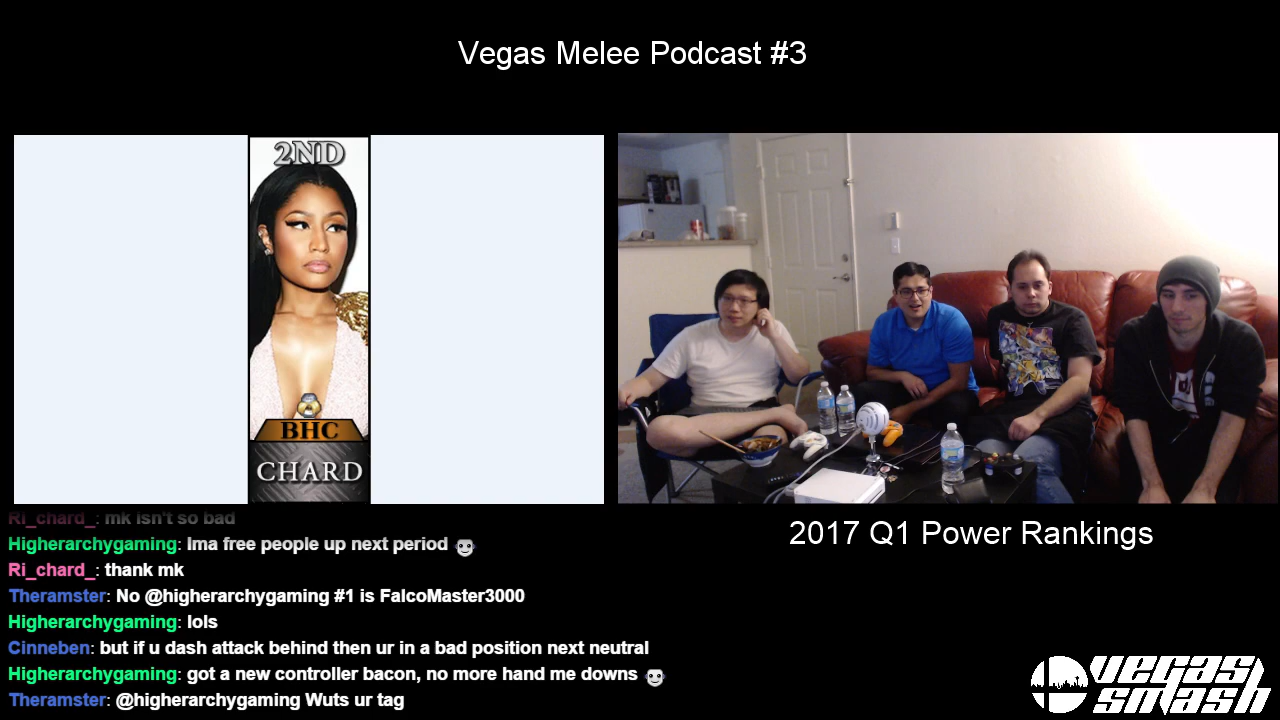 Vegas Melee Podcast #3
2ND
BHC
CHARD
Ri_chard_: mk isn't so bad
Higherarchygaming: Ima free people up next period
Ri_chard_: thank mk
Theramster: No @higherarchygaming #1 is FalcoMaster3000
Higherarchygaming: lols
Cinneben: but if u dash attack behind then ur in a bad position next neutral
Higherarchygaming: got a new controller bacon, no more hand me downs
Theramster: @higherarchygaming Wuts ur tag
2017 Q1 Power Rankings
vegas
smash